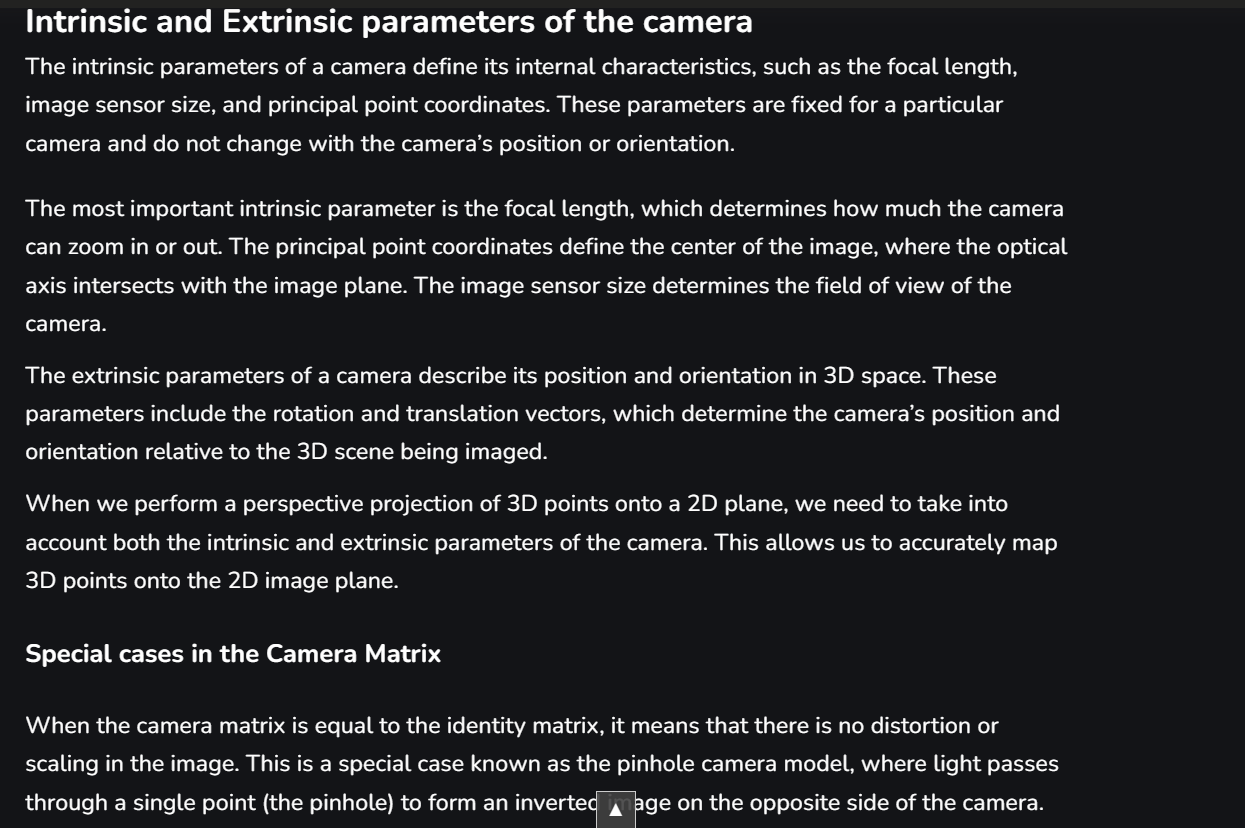 Intrinsic and Extrinsic parameters of the camera
The intrinsic parameters of a camera define its internal characteristics, such as the focal length,
image sensor size, and principal point coordinates. These parameters are fixed for a particular
camera and do not change with the camera’s position or orientation.
The most important intrinsic parameter is the focal length, which determines how much the camera
can zoom in or out. The principal point coordinates define the center of the image, where the optical
axis intersects with the image plane. The image sensor size determines the field of view of the
camera.
The extrinsic parameters of a camera describe its position and orientation in 3D space. These
parameters include the rotation and translation vectors, which determine the camera’s position and
orientation relative to the 3D scene being imaged.
When we perform a perspective projection of 3D points onto a 2D plane, we need to take into
account both the intrinsic and extrinsic parameters of the camera. This allows us to accurately map
3D points onto the 2D image plane.
Special cases in the Camera Matrix
When the camera matrix is equal to the identity matrix, it means that there is no distortion or
scaling in the image. This is a special case known as the pinhole camera model, where light passes
through a single point (the pinhole) to form an inverted image on the opposite side of the camera.